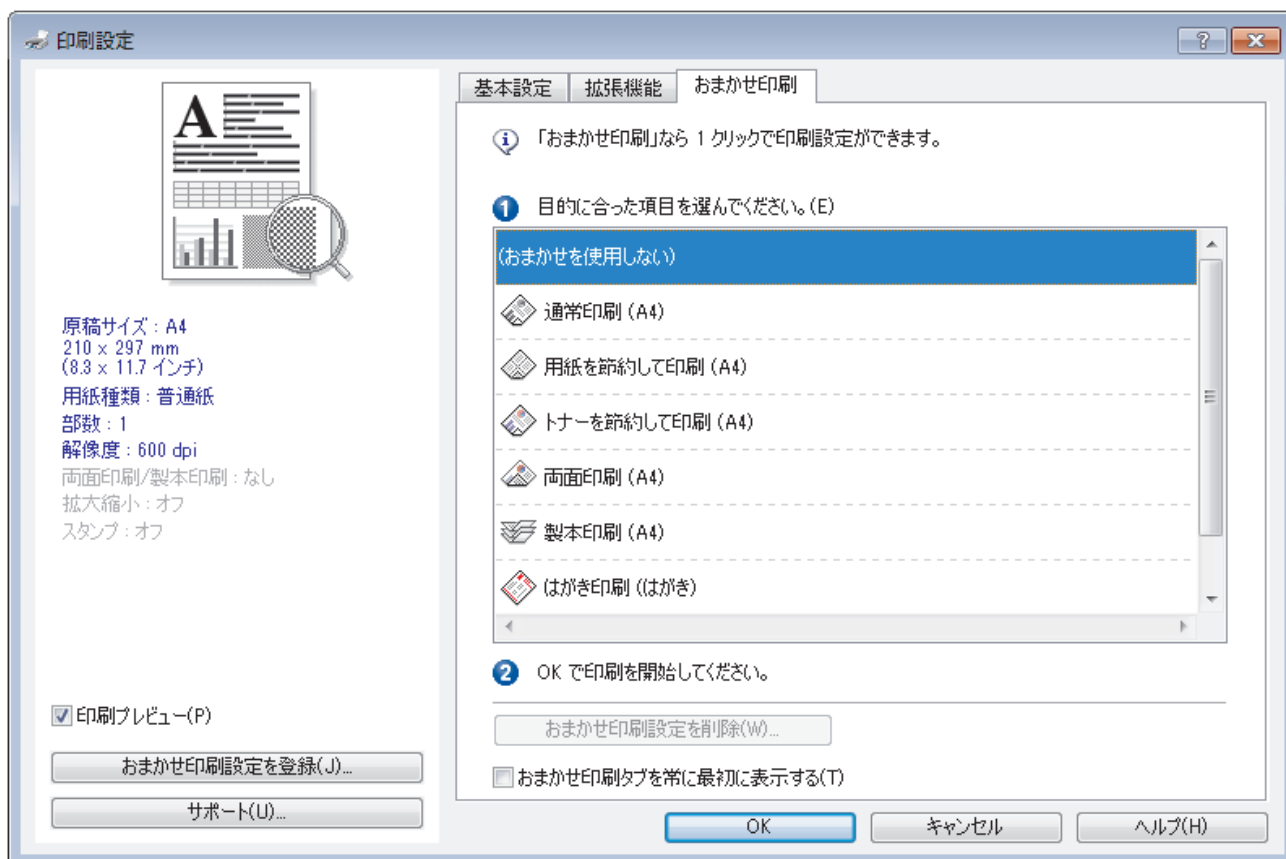 印刷設定
基本設定
拡張機能
おまかせ印刷
A
「おまかせ印刷」なら 1 クリックで印刷設定ができます。
1 目的に合った項目を選んでください。(E)
(おまかせを使用しない)
通常印刷 (A4)
用紙を節約して印刷 (A4)
トナーを節約して印刷 (A4)
両面印刷 (A4)
製本印刷 (A4)
はがき印刷 (はがき)
2 OK で印刷を開始してください。
おまかせ印刷設定を削除(W)...
おまかせ印刷タブを常に最初に表示する(T)
原稿サイズ : A4
210 x 297 mm
(8.3 x 11.7 インチ)
用紙種類 : 普通紙
部数 : 1
解像度 : 600 dpi
両面印刷/製本印刷 : なし
拡大縮小 : オフ
スタンプ : オフ
印刷プレビュー(P)
おまかせ印刷設定を登録(J)...
サポート(U)...
OK
キャンセル
ヘルプ(H)